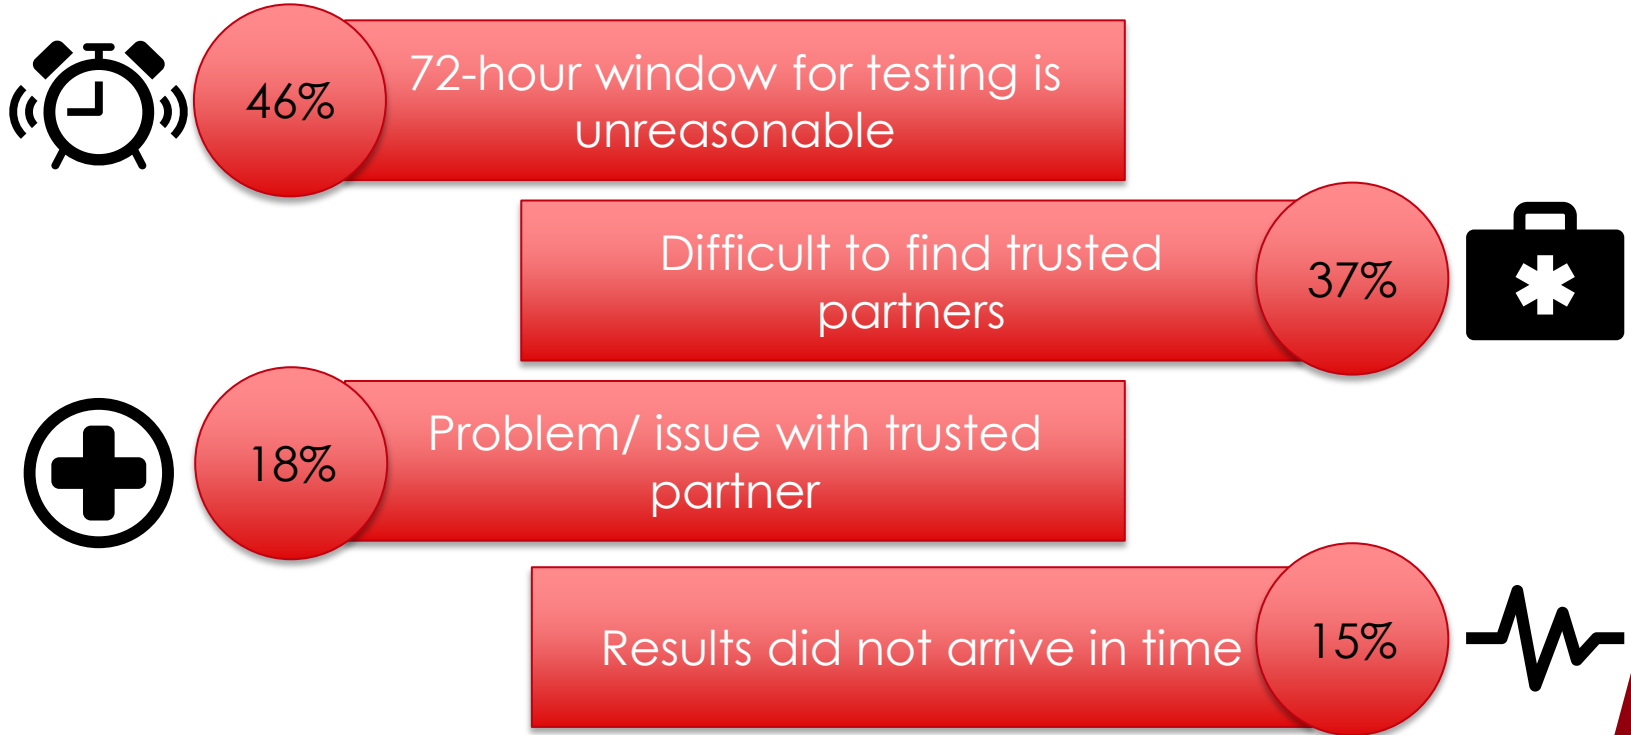 46%
72-hour window for testing is
unreasonable
Difficult to find trusted
partners
37%
18%
Problem/ issue with trusted
partner
Results did not arrive in time
15%